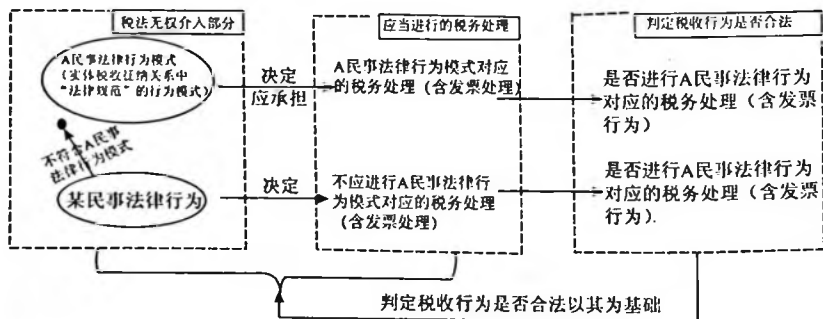 税法无权介入部分
A民事法律行为模式
(实体税收征纳关系中
“法律规范”的行为模式)
不符合A民事
法律行为模式
某民事法律行为
决定
应承担
决定
应当进行的税务处理
A民事法律行为模式对应
的税务处理(含发票处理)
不应进行A民事法律行
为模式对应的税务处理
(含发票处理)
判定税收行为是否合法
是否进行A民事法律行为
对应的税务处理(含发票
行为)
是否进行A民事法律行为
对应的税务处理(含发票
行为).
判定税收行为是否合法以其为基础